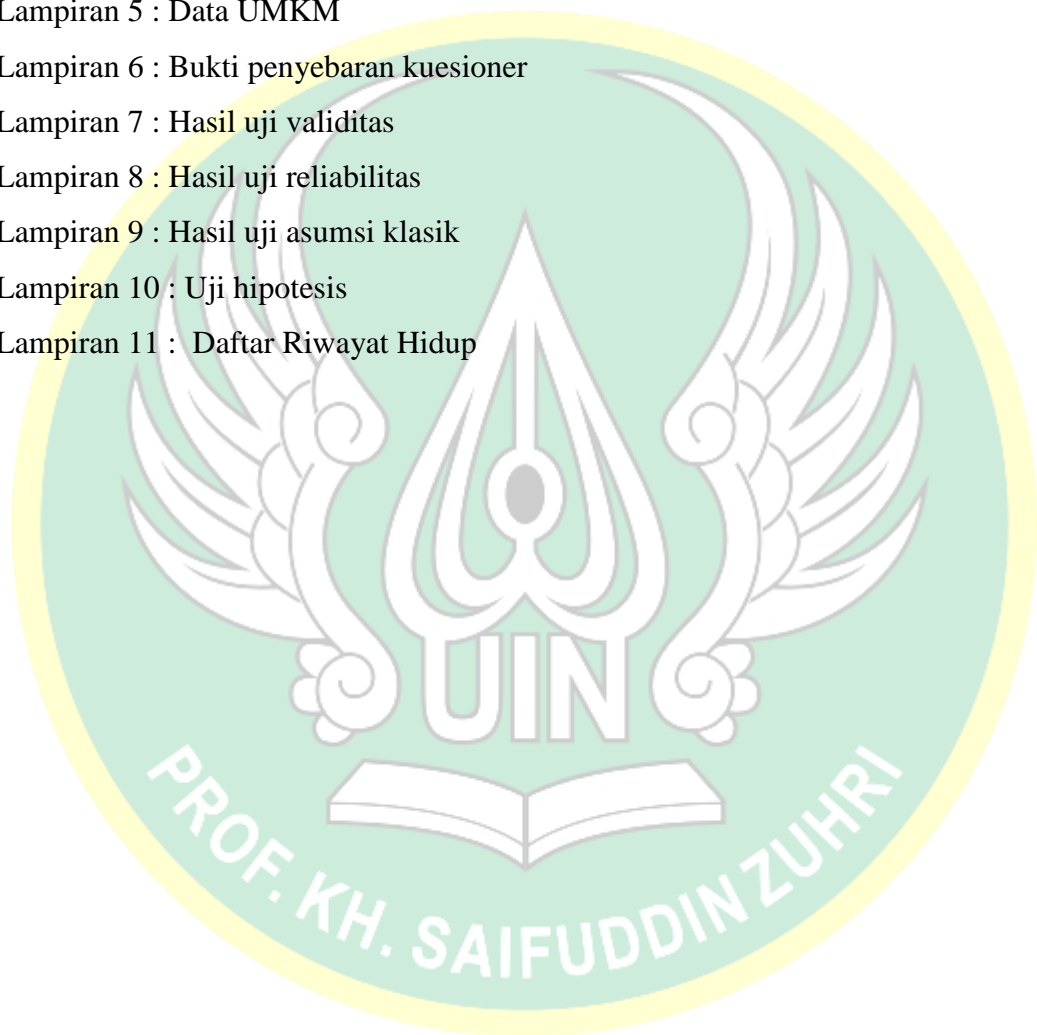 Lampiran 5 : Data UMKM
Lampiran 6 : Bukti penyebaran kuesioner
Lampiran 7 : Hasil uji validitas
Lampiran 8 : Hasil uji reliabilitas
Lampiran 9 : Hasil uji asumsi klasik
Lampiran 10 : Uji hipotesis
Lampiran 11 :  Daftar Riwayat Hidup
UIN
PROF. KH. SAIFUDDIN ZUHRI